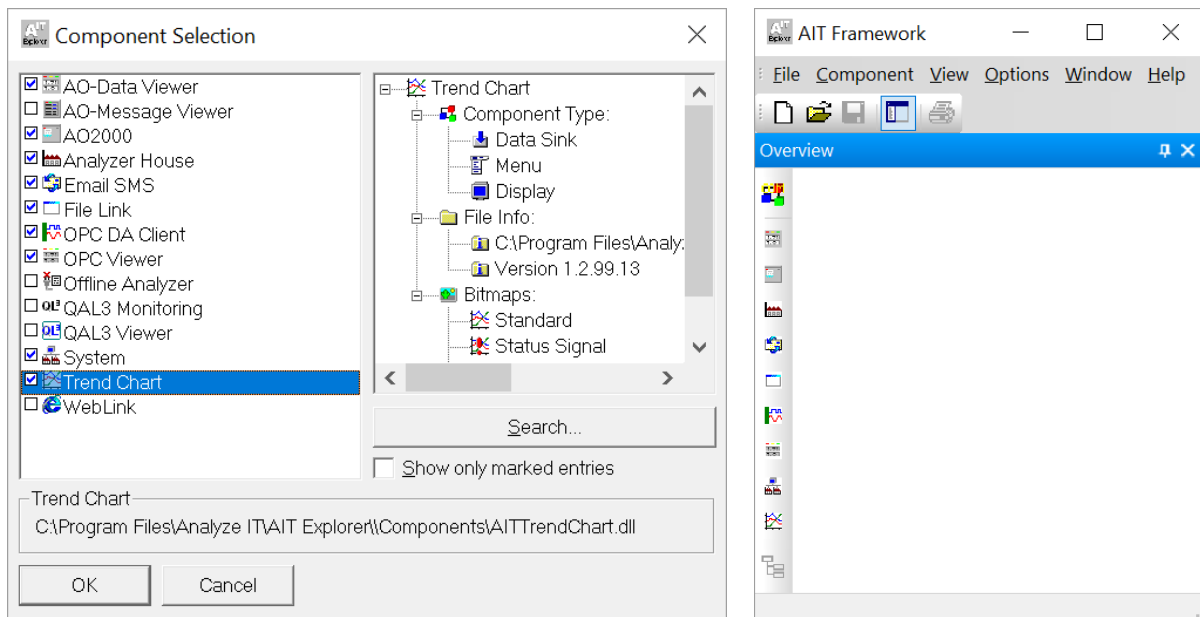 Component Selection
AO-Data Viewer
AO-Message Viewer
AO2000
Analyzer House
Email SMS
File Link
OPC DA Client
OPC Viewer
Offline Analyzer
QAL3 Monitoring
QAL3 Viewer
System
Trend Chart
WebLink
Trend Chart
Component Type:
Data Sink
Menu
Display
File Info:
C:\Program Files\Analy
Version 1.2.99.13
Bitmaps:
Standard
Status Signal
Search...
Show only marked entries
Trend Chart
C:\Program Files\Analyze IT\AIT Explorer\\Components\AITTrendChart.dll
OK Cancel
AIT Framework
File Component View Options Window Help
Overview